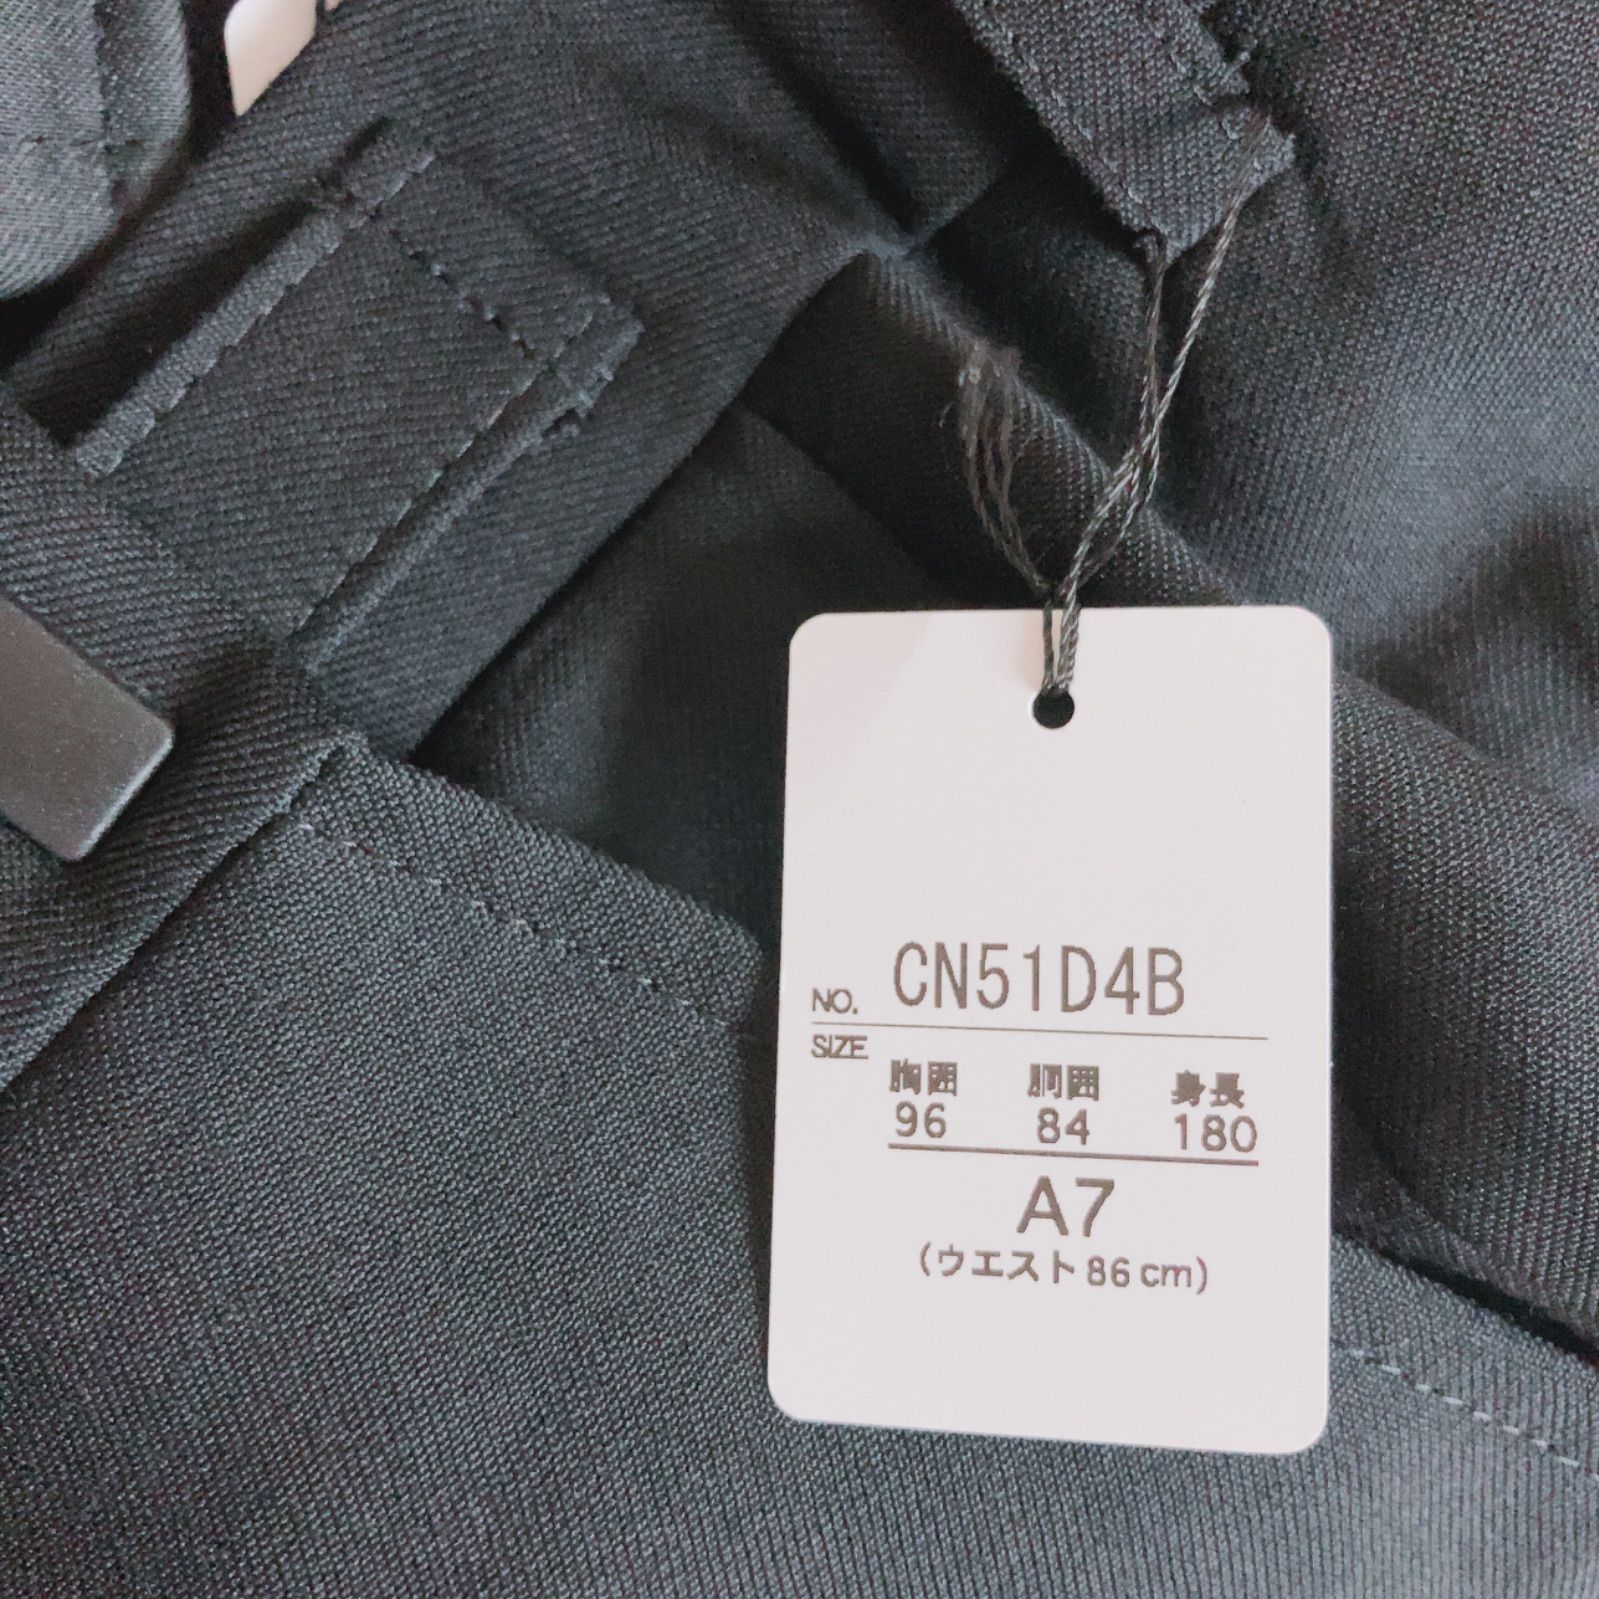 NO. CN51D4B
SIZE
胸囲 胴囲 身長
96 84 180
A7
(ウエスト86cm)